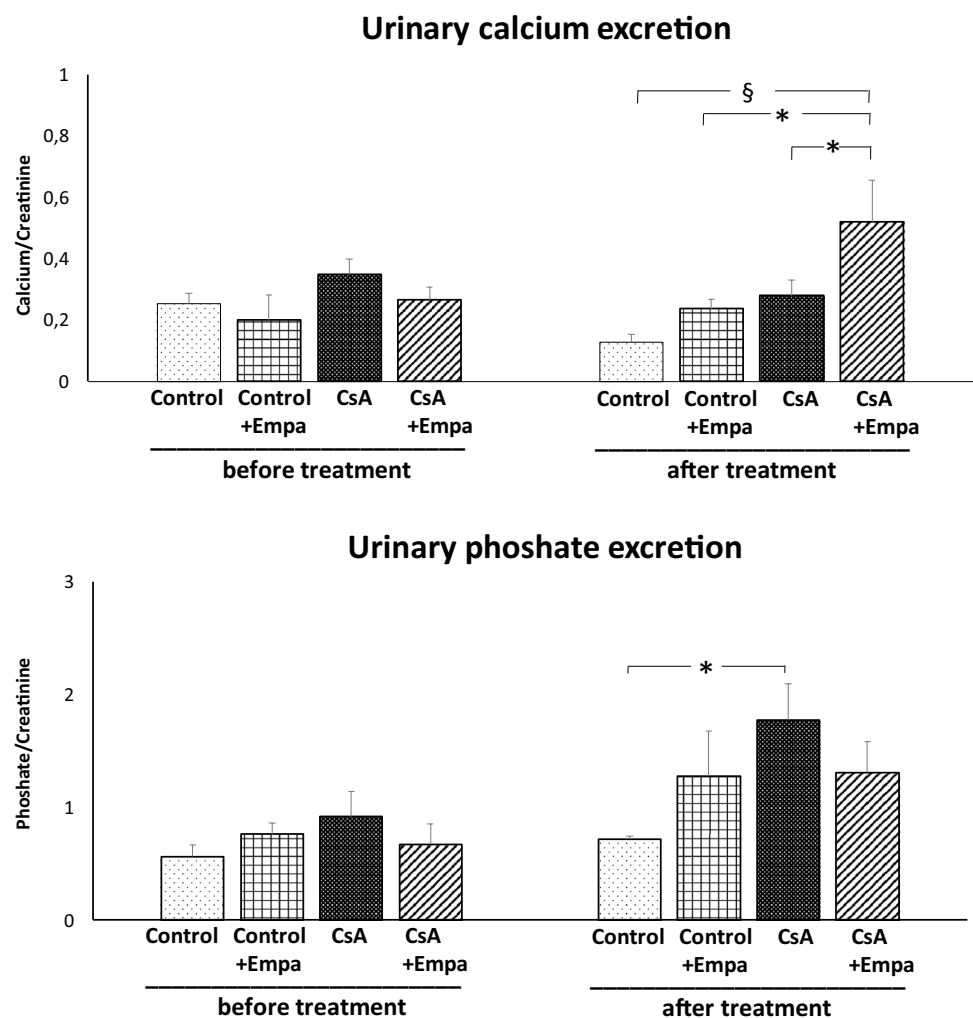 Urinary calcium excretion
Calcium/Creatinine
1
0,8
0,6
0,4
0,2
0
§
*
*
Control Control CsA CsA Control Control CsA CsA
+Empa +Empa +Empa +Empa
before treatment after treatment
Urinary phoshate excretion
Phoshate/Creatinine
3
2
1
0
*
Control Control CsA CsA Control Control CsA CsA
+Empa +Empa +Empa +Empa
before treatment after treatment